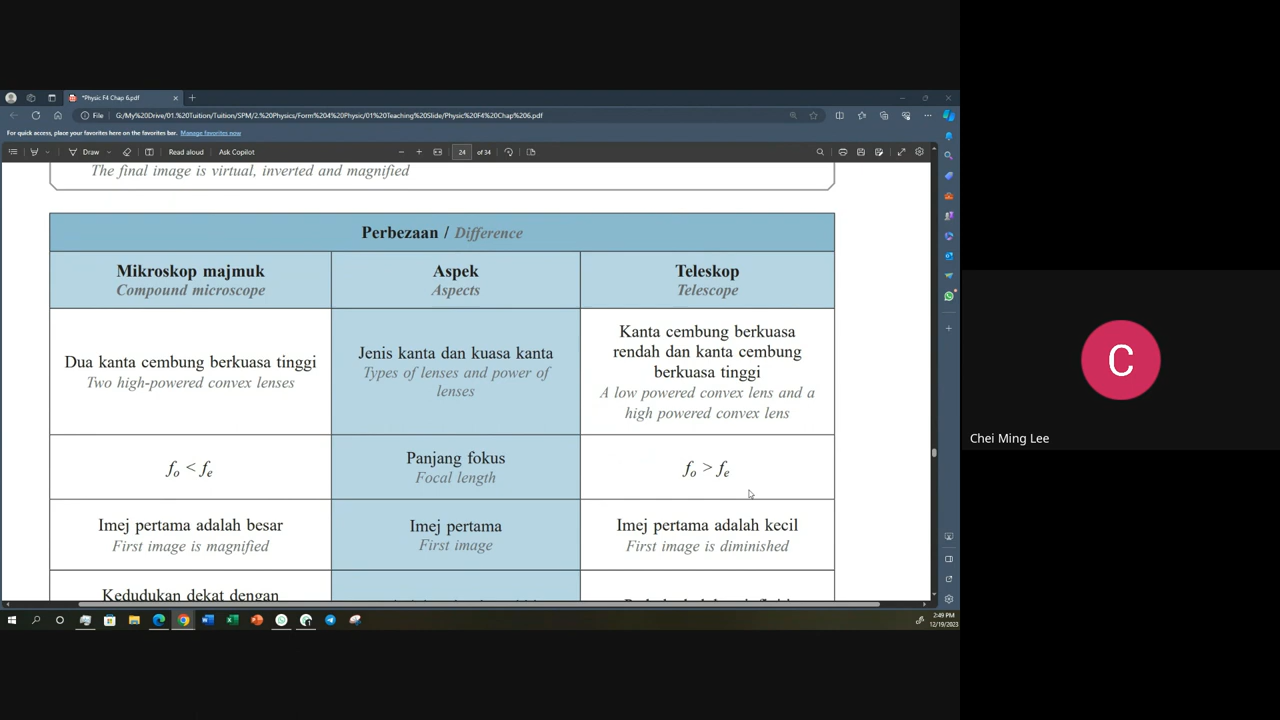 *Physic F4 Chap 6.pdf
File
G:/My%20Drive/01.%20Tuition/Tuition/SPM/2.%20Physics/Form%204%20Physic/01%20Teaching%20Slide/Physic%20F4%20Chap%206.pdf
For quick access, place your favorites here on the favorites bar. Manage favorites now
Draw
Read aloud
Ask Copilot
24 of 34
The final image is virtual, inverted and magnified
Perbezaan / Difference
Mikroskop majmuk
Compound microscope
Aspek
Aspects
Teleskop
Telescope
Dua kanta cembung berkuasa tinggi
Two high-powered convex lenses
Jenis kanta dan kuasa kanta
Types of lenses and power of
lenses
Kanta cembung berkuasa
rendah dan kanta cembung
berkuasa tinggi
A low powered convex lens and a
high powered convex lens
fo < fe
Panjang fokus
Focal length
fo > fe
Imej pertama adalah besar
First image is magnified
Imej pertama
First image
Imej pertama adalah kecil
First image is diminished
Kedudukan dekat dengan
2:49 PM
12/19/2023
C
Chei Ming Lee